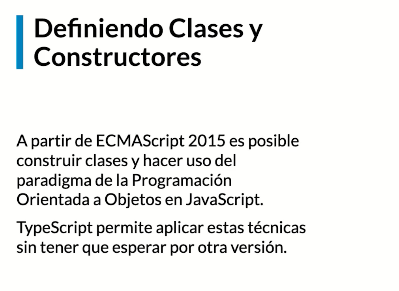 Definiendo Clases y
Constructores
A partir de ECMAScript 2015 es posible
construir clases y hacer uso del
paradigma de la Programación
Orientada a Objetos en JavaScript.
TypeScript permite aplicar estas técnicas
sin tener que esperar por otra versión.